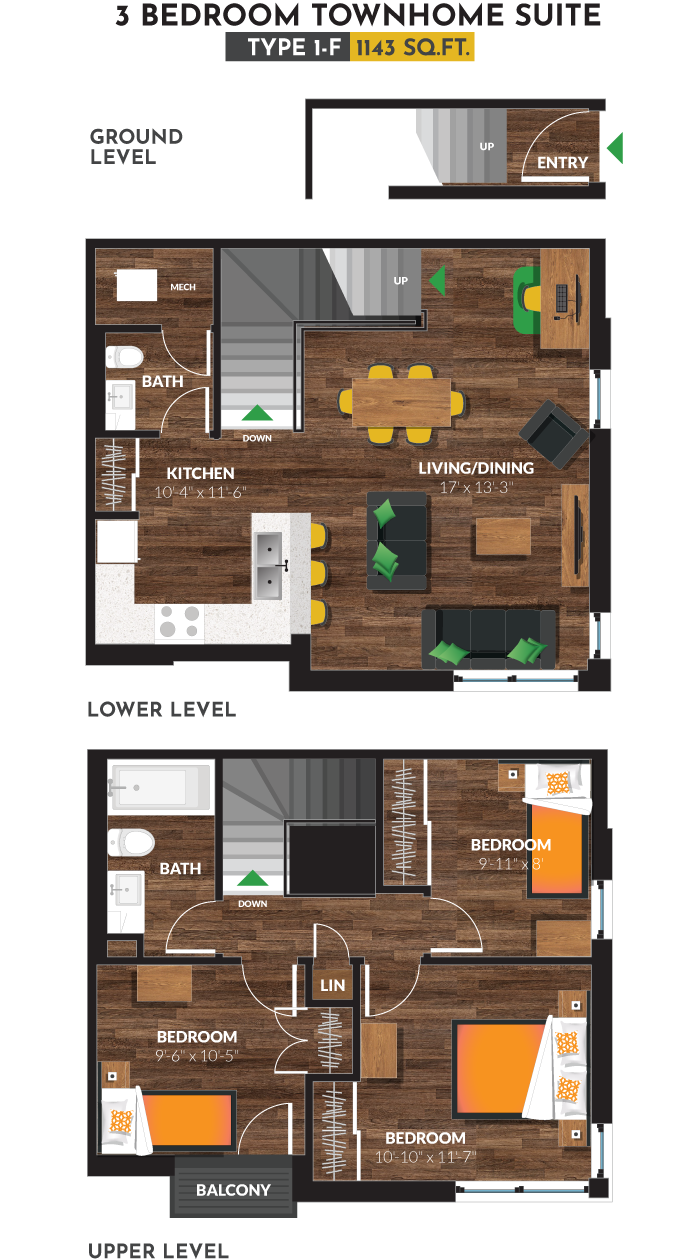 3 BEDROOM TOWNHOME SUITE
TYPE 1-F 1143 SQ.FT.
GROUND
LEVEL
UP
ENTRY
MECH
UP
BATH
DOWN
KITCHEN
10'-4" x 11'-6"
LIVING/DINING
17' x 13'-3"
LOWER LEVEL
BEDROOM
9'-11" x 8'
BATH
DOWN
LIN
BEDROOM
9'-6" x 10'-5"
BEDROOM
10'-10" x 11'-7"
BALCONY
UPPER LEVEL